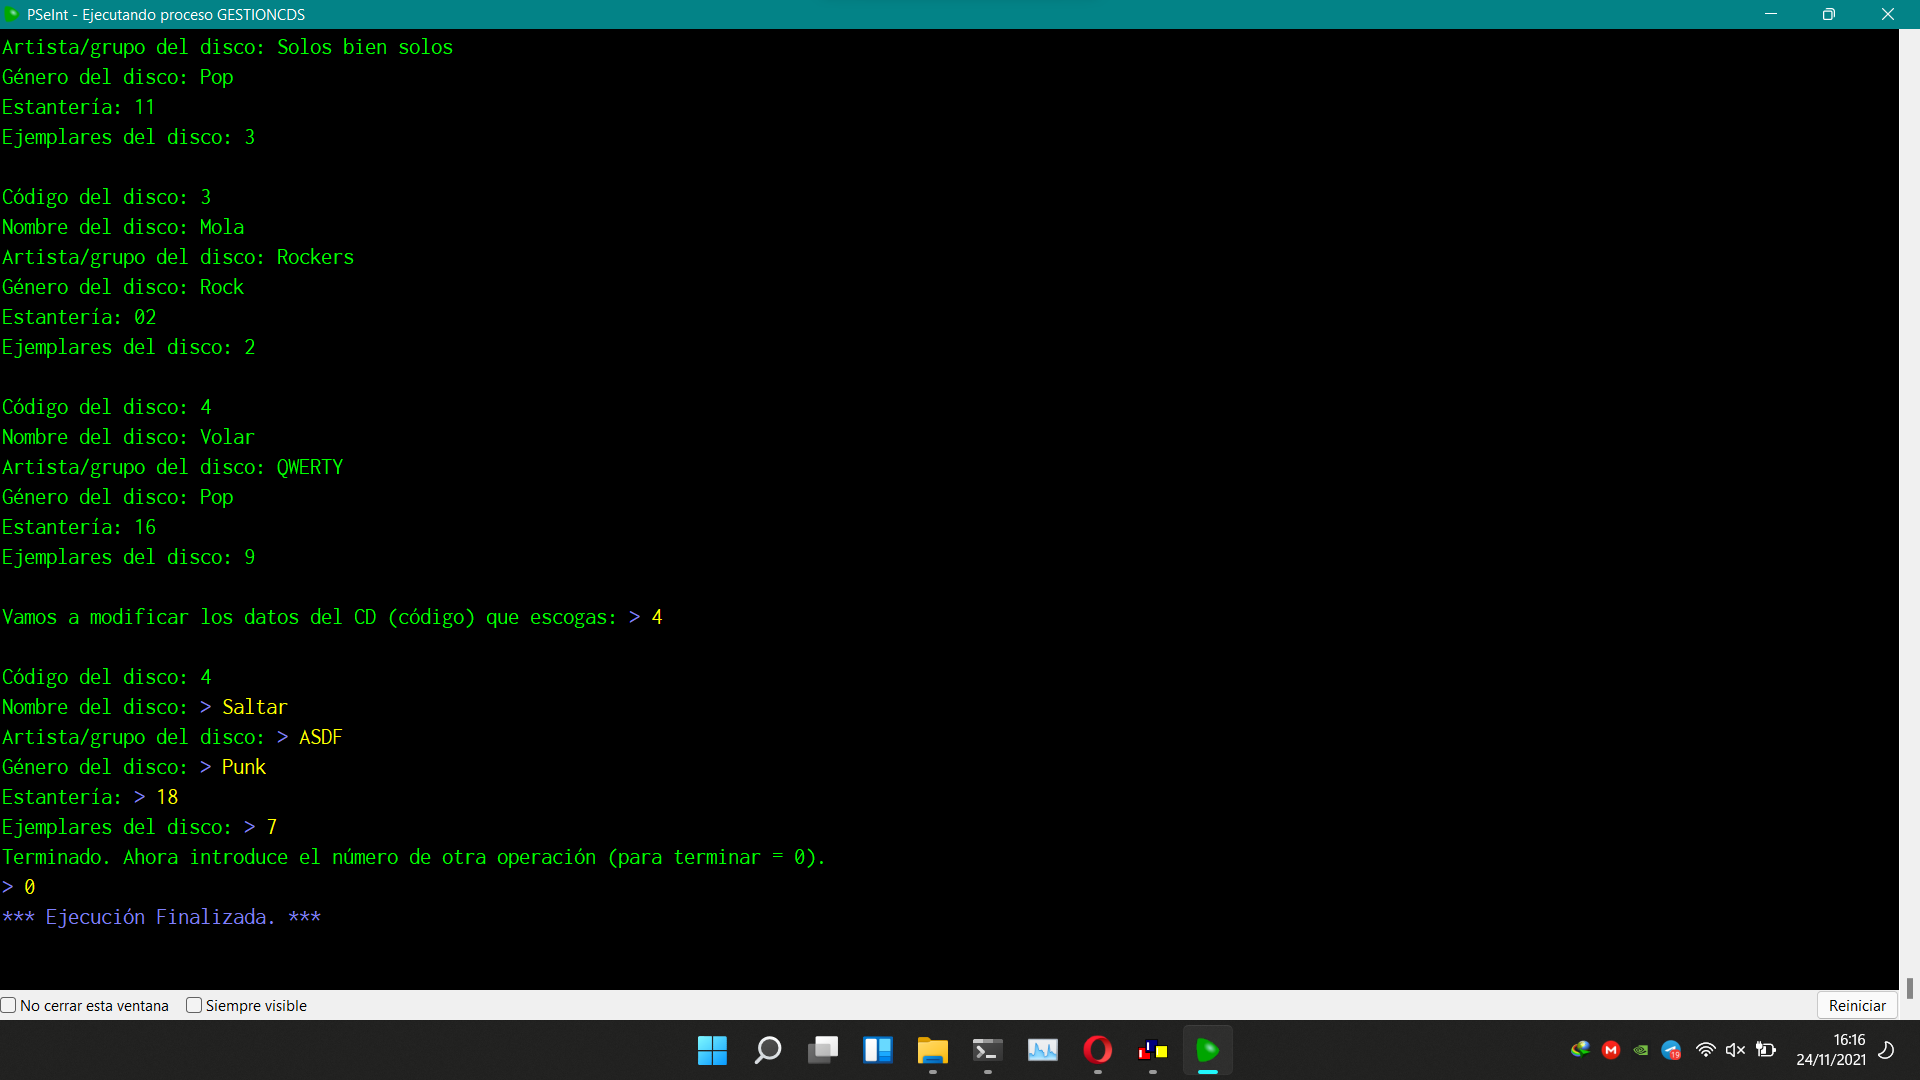 PSeInt - Ejecutando proceso GESTIONCDS
Artista/grupo del disco: Solos bien solos
Género del disco: Pop
Estantería: 11
Ejemplares del disco: 3
Código del disco: 3
Nombre del disco: Mola
Artista/grupo del disco: Rockers
Género del disco: Rock
Estantería: 02
Ejemplares del disco: 2
Código del disco: 4
Nombre del disco: Volar
Artista/grupo del disco: QWERTY
Género del disco: Pop
Estantería: 16
Ejemplares del disco: 9
Vamos a modificar los datos del CD (código) que escogas: > 4
Código del disco: 4
Nombre del disco: > Saltar
Artista/grupo del disco: > ASDF
Género del disco: > Punk
Estantería: > 18
Ejemplares del disco: > 7
Terminado. Ahora introduce el número de otra operación (para terminar = 0).
> 0
*** Ejecución Finalizada. ***
No cerrar esta ventana Siempre visible Reiniciar
19
16:16
24/11/2021